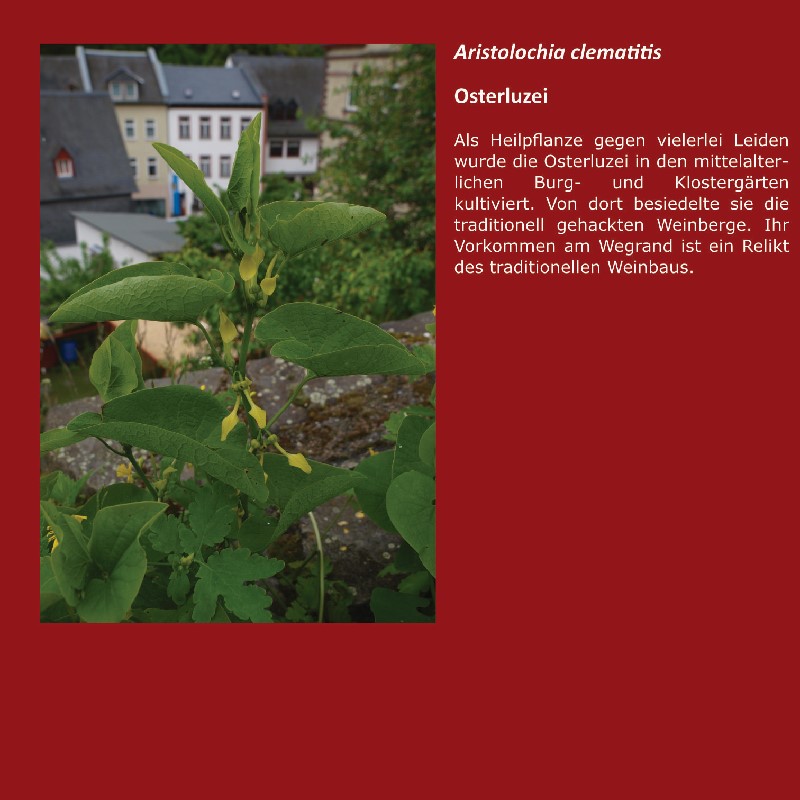 Aristolochia clematitis
Osterluzei
Als Heilpflanze gegen vielerlei Leiden
wurde die Osterluzei in den mittelalter-
lichen Burg- und Klostergärten
kultiviert. Von dort besiedelte sie die
traditionell gehackten Weinberge. Ihr
Vorkommen am Wegrand ist ein Relikt
des traditionellen Weinbaus.